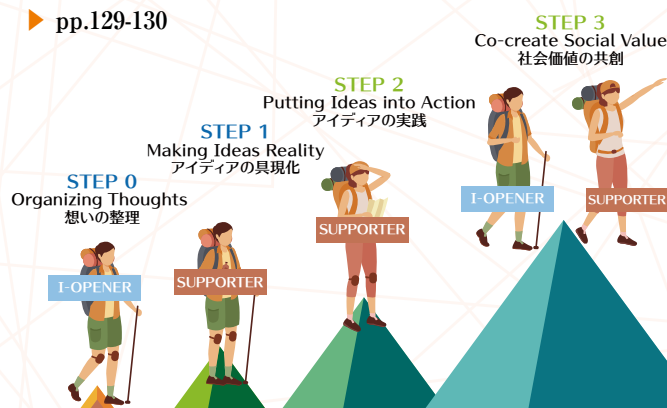 pp.129-130
STEP 0
Organizing Thoughts
想いの整理
I-OPENER
STEP 1
Making Ideas Reality
アイディアの具現化
SUPPORTER
STEP 2
Putting Ideas into Action
アイディアの実践
SUPPORTER
STEP 3
Co-create Social Value
社会価値の共創
I-OPENER
SUPPORTER